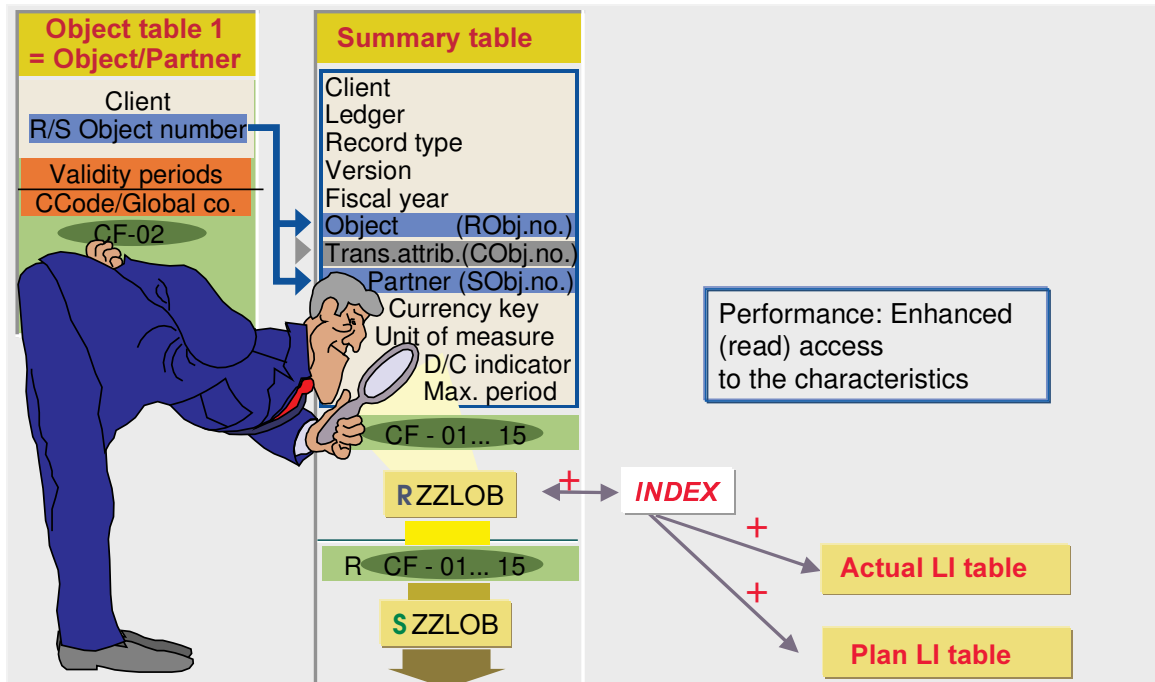 Object table 1
= Object/Partner
Client
R/S Object number
Validity periods
CCode/Global co.
CF-02
Summary table
Client
Ledger
Record type
Version
Fiscal year
Object (RObj.no.)
Trans.attrib.(CObj.no.)
Partner (SObj.no.)
Currency key
Unit of measure
D/C indicator
Max. period
CF - 01... 15
RZZLOB
R CF - 01... 15
SZZLOB
Performance: Enhanced
(read) access
to the characteristics
+ INDEX
+
Actual LI table
+
Plan LI table